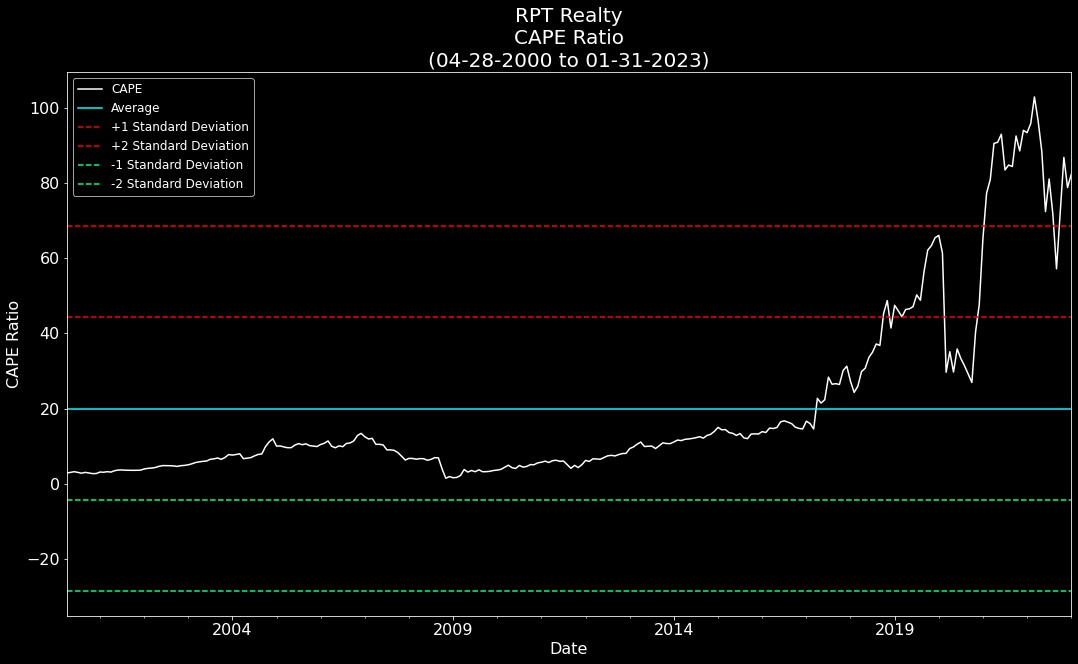 RPT Realty
CAPE Ratio
(04-28-2000 to 01-31-2023)
CAPE
Average
+1 Standard Deviation
+2 Standard Deviation
-1 Standard Deviation
-2 Standard Deviation
100
80
60
40
20
0
−20
CAPE Ratio
2004
2009
2014
2019
Date